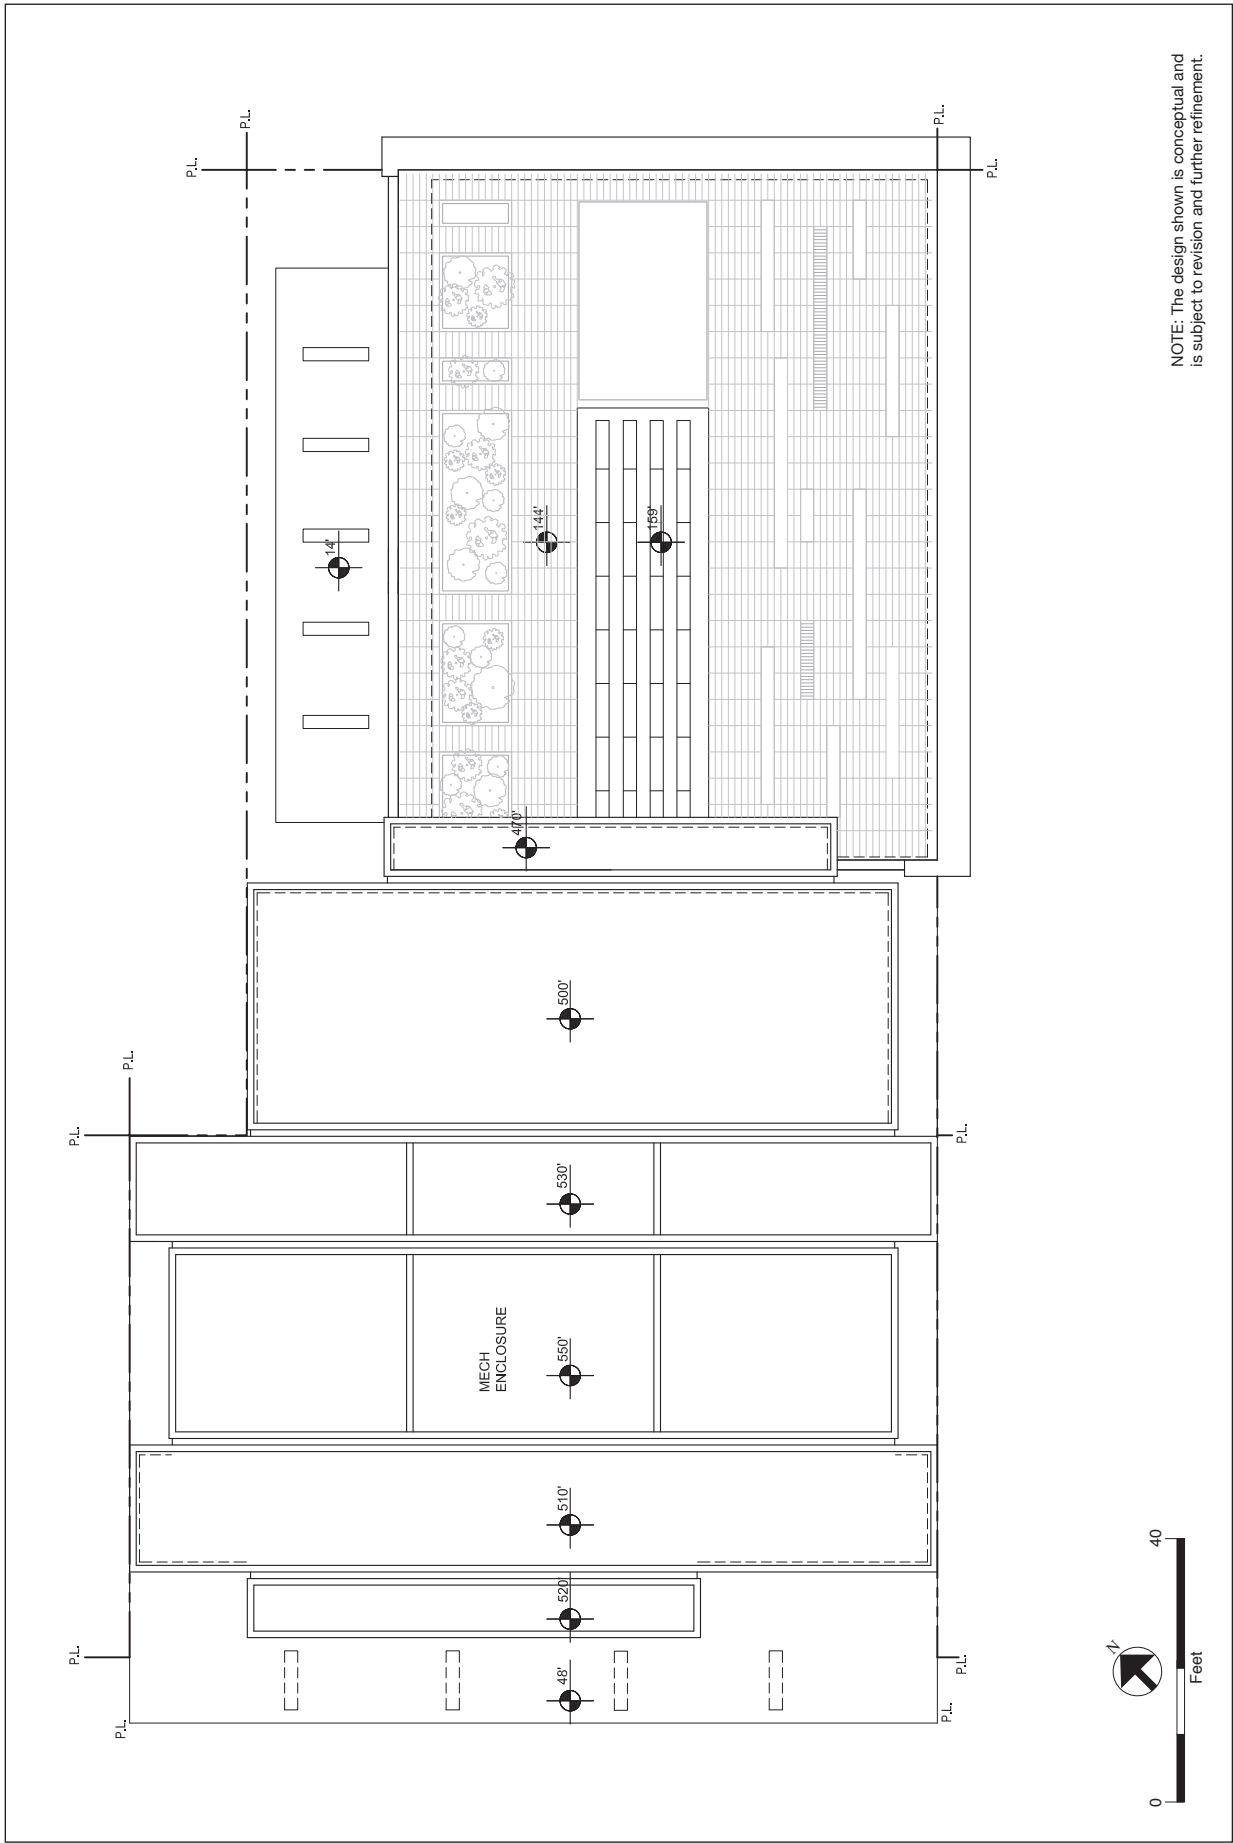 NOTE: The design shown is conceptual and
is subject to revision and further refinement.
P.L.
P.L.
P.L.
P.L.
14'
144'
159'
470'
500'
P.L.
P.L.
P.L.
530'
MECH
ENCLOSURE
550'
510'
520'
48'
P.L.
P.L.
P.L.
P.L.
N
0
40
Feet